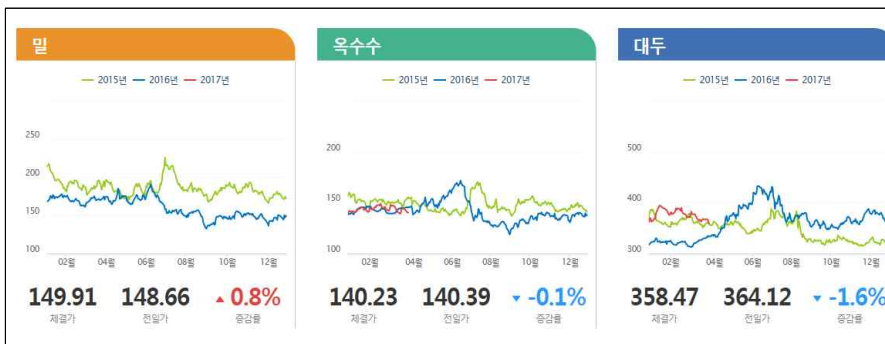 밀
2015년 2016년 2017년
250
200
150
100
02월 04월 06월 08월 10월 12월
149.91 148.66 ▲ 0.8%
체결가 전일가 증감률
옥수수
2015년 2016년 2017년
200
150
100
02월 04월 06월 08월 10월 12월
140.23 140.39 ▼ -0.1%
체결가 전일가 증감률
대두
2015년 2016년 2017년
500
400
300
02월 04월 06월 08월 10월 12월
358.47 364.12 ▼ -1.6%
체결가 전일가 증감률